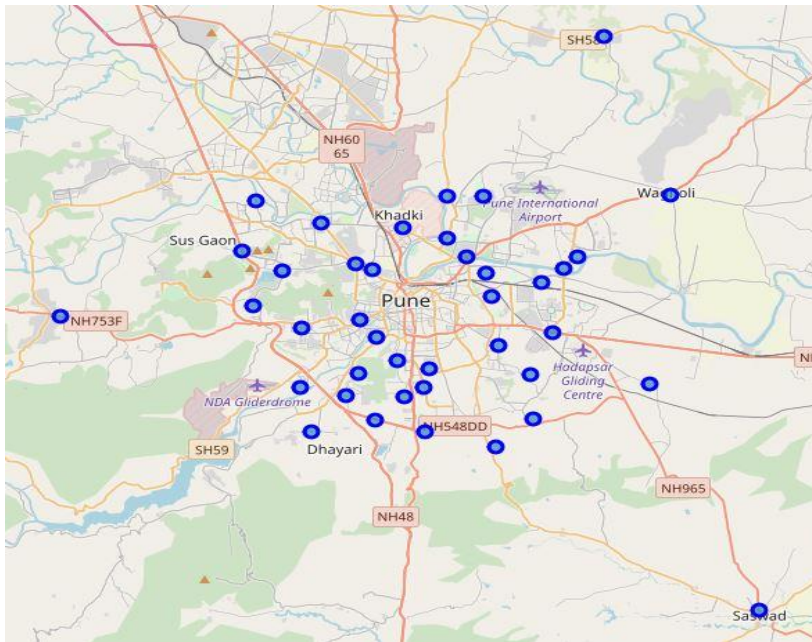 SH58
NH60
65
Pune International
Airport
Wagholi
Khadki
Sus Gaon
Pune
NH753F
Hadapsar
Gliding
Centre
NDA Gliderdrome
NH548DD
SH59
Dhayari
NH965
NH48
Saswad